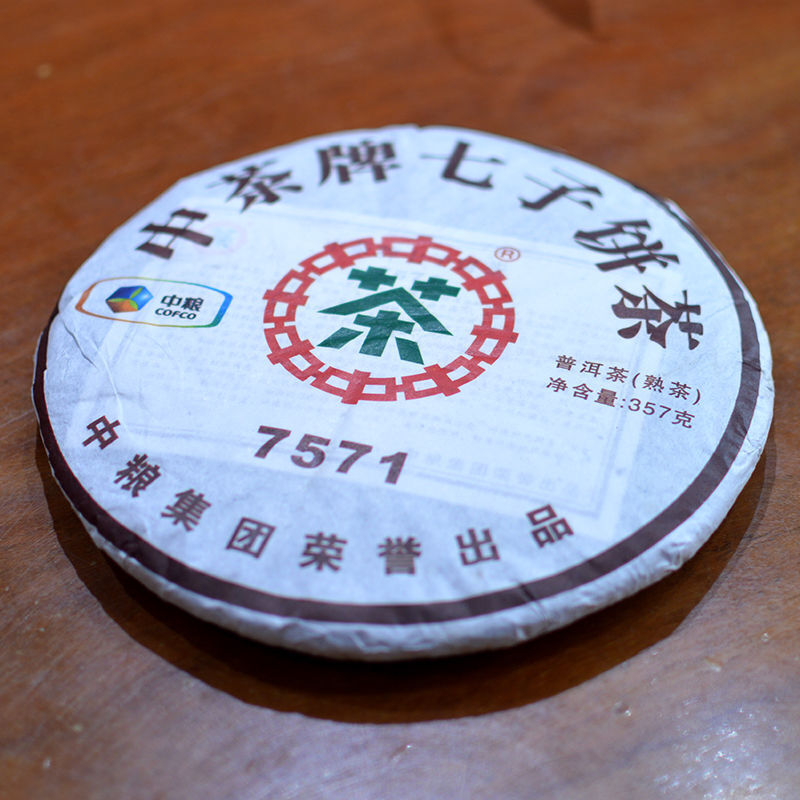 中茶牌七子饼茶
®
中粮
COFCO
茶
普洱茶(熟茶)
净含量:357克
7571
中粮集团荣誉出品